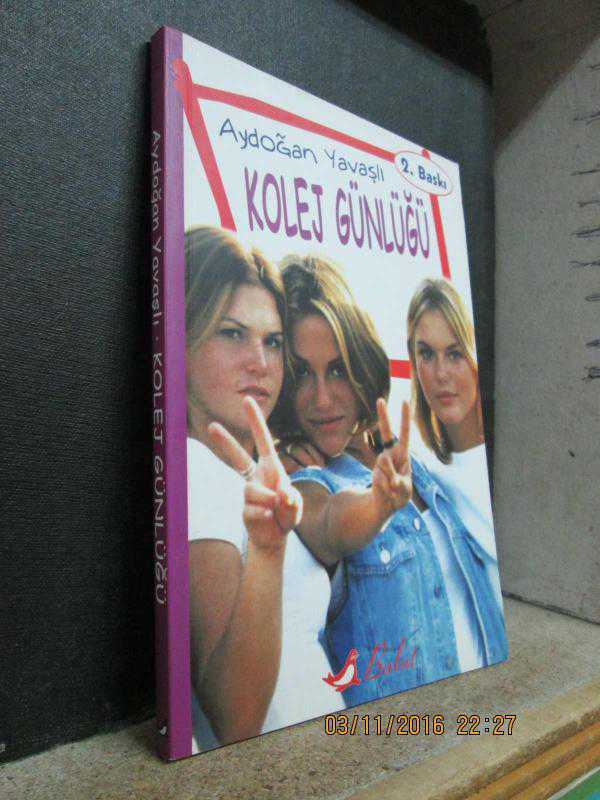 Aydoğan Yavaşlı
2. Baskı
KOLEJ GÜNLÜĞÜ
Aydoğan Yavaşlı · KOLEJ GÜNLÜĞÜ
Bulut
03/11/2016 22:27